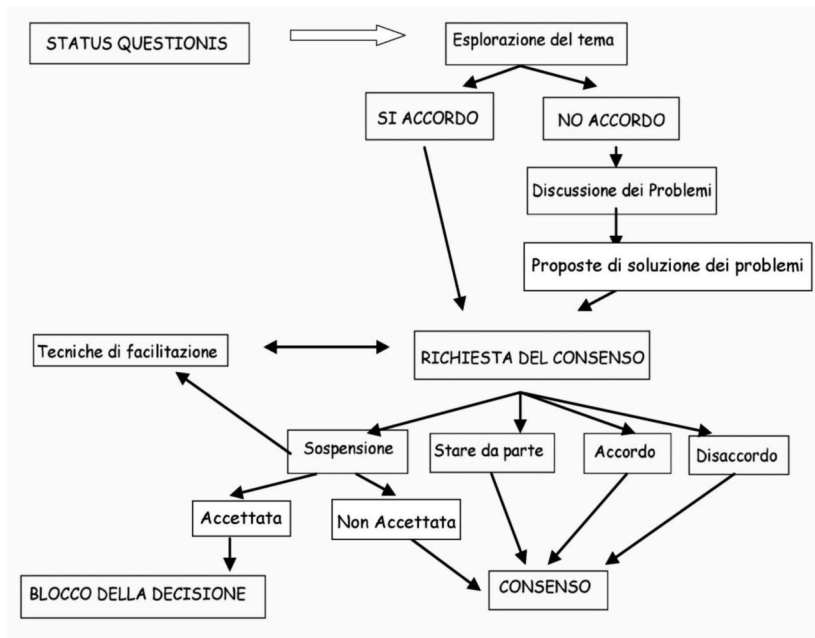 STATUS QUESTIONIS
Esplorazione del tema
SI ACCORDO
NO ACCORDO
Discussione dei Problemi
Proposte di soluzione dei problemi
Tecniche di facilitazione
RICHIESTA DEL CONSENSO
Sospensione
Stare da parte
Accordo
Disaccordo
Accettata
Non Accettata
BLOCCO DELLA DECISIONE
CONSENSO